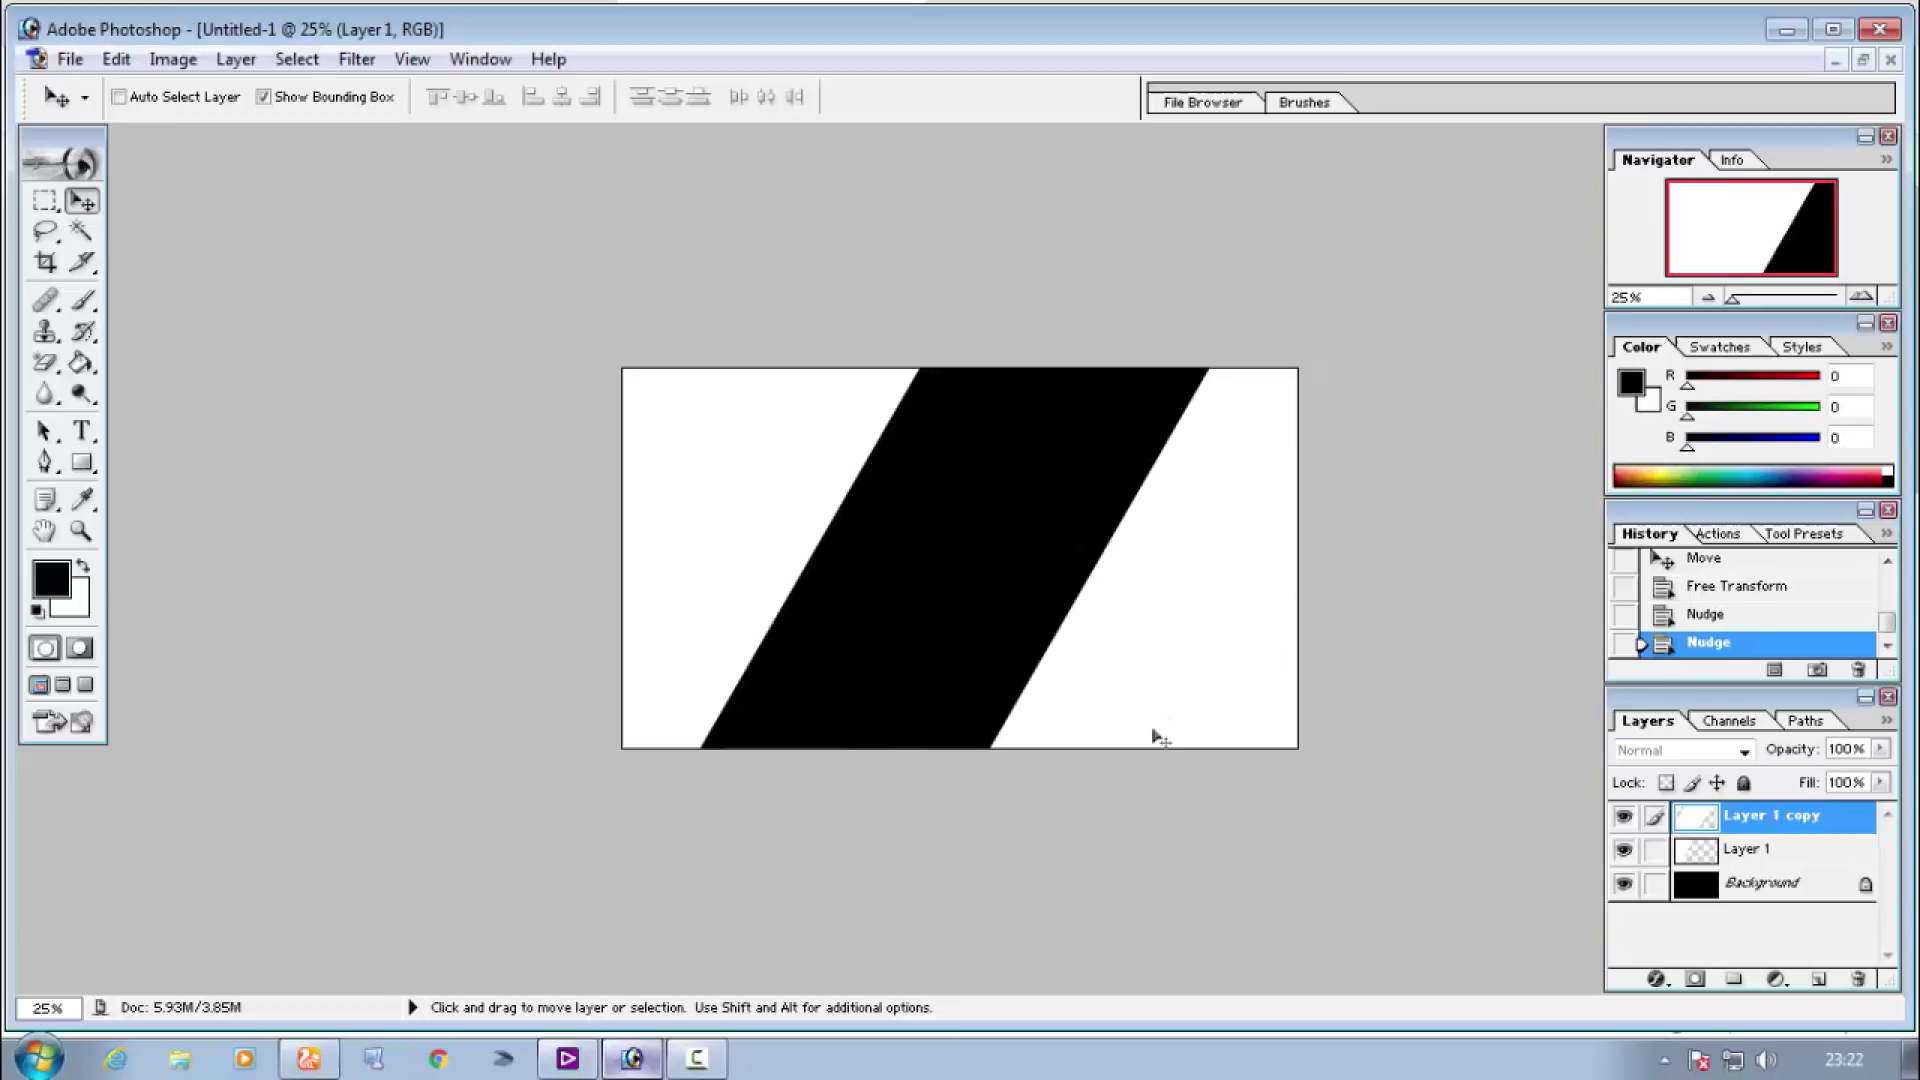 Adobe Photoshop - [Untitled-1 @ 25% (Layer 1, RGB)]
File Edit Image Layer Select Filter View Window Help
Auto Select Layer Show Bounding Box
File Browser Brushes
Navigator Info
25%
Color Swatches Styles
R 0
G 0
B 0
T
History Actions Tool Presets
Move
Free Transform
Nudge
Nudge
Layers Channels Paths
Normal Opacity: 100%
Lock: Fill: 100%
Layer 1 copy
Layer 1
Background
25% Doc: 5.93M/3.85M Click and drag to move layer or selection. Use Shift and Alt for additional options.
23:22